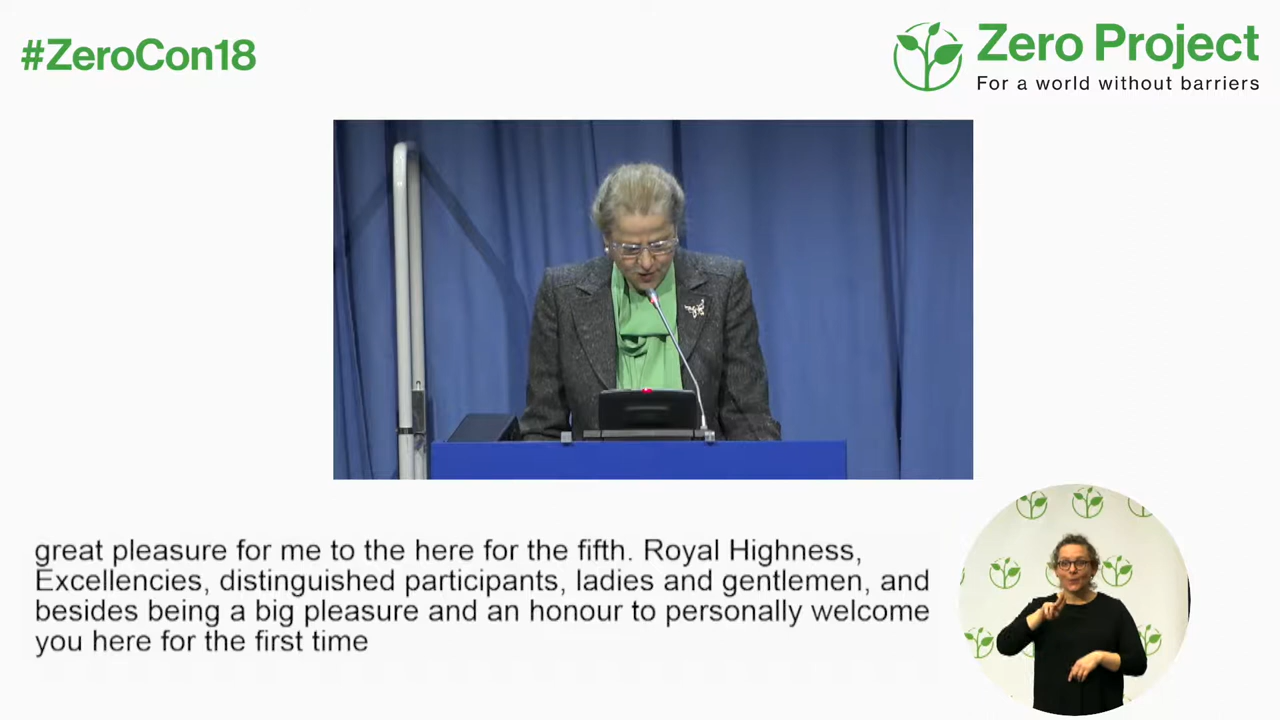 #ZeroCon18
Zero Project
For a world without barriers
great pleasure for me to the here for the fifth. Royal Highness,
Excellencies, distinguished participants, ladies and gentlemen, and
besides being a big pleasure and an honour to personally welcome
you here for the first time